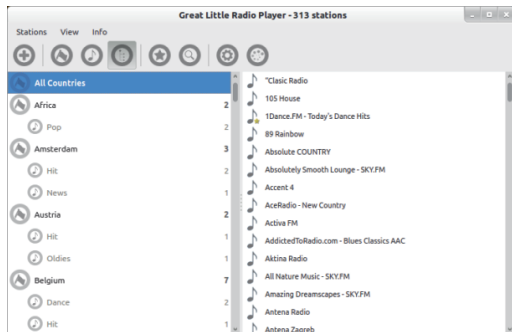 Great Little Radio Player - 313 stations
Stations View Info
All Countries
Africa 2
Pop 2
Amsterdam 3
Hit 2
News 1
Austria 2
Hit 1
Oldies 1
Belgium 7
Dance 2
Hit 1
"Clasic Radio
105 House
1Dance.FM - Today's Dance Hits
89 Rainbow
Absolute COUNTRY
Absolutely Smooth Lounge - SKY.FM
Accent 4
AceRadio - New Country
Activa FM
AddictedToRadio.com - Blues Classics AAC
Aktina Radio
All Nature Music - SKY.FM
Amazing Dreamscapes - SKY.FM
Antena Radio
Antena Zagreb